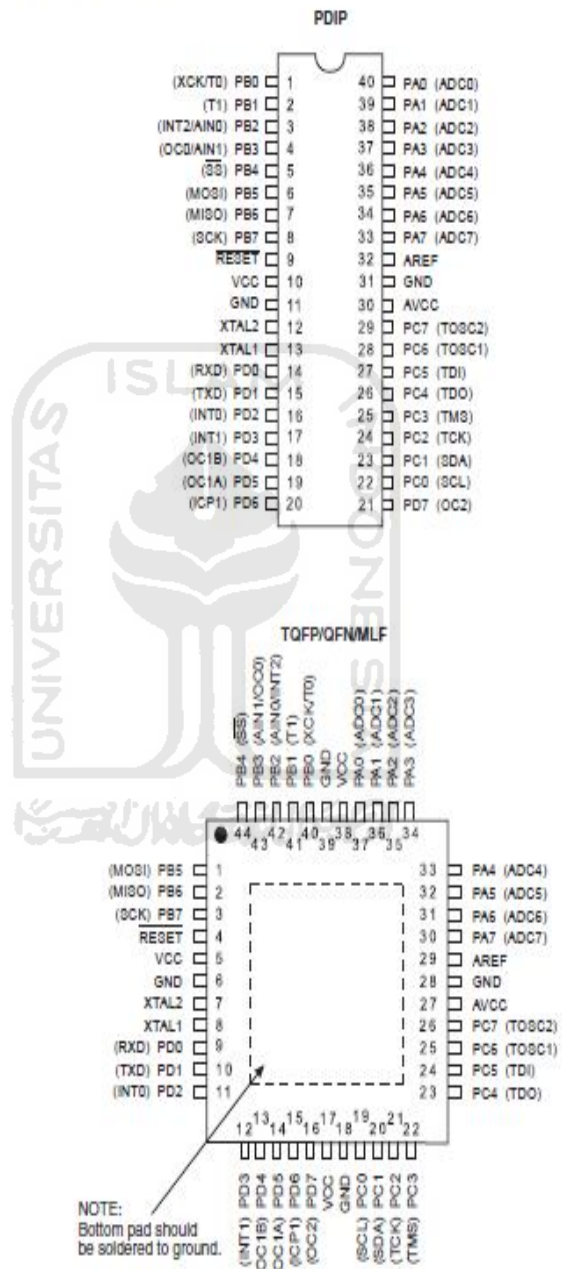 PDIP
(XCK/T0) PB0 1 40 PA0 (ADC0)
(T1) PB1 2 39 PA1 (ADC1)
(INT2/AIN0) PB2 3 38 PA2 (ADC2)
(OC0/AIN1) PB3 4 37 PA3 (ADC3)
(SS) PB4 5 36 PA4 (ADC4)
(MOSI) PB5 6 35 PA5 (ADC5)
(MISO) PB6 7 34 PA6 (ADC6)
(SCK) PB7 8 33 PA7 (ADC7)
RESET 9 32 AREF
VCC 10 31 GND
GND 11 30 AVCC
XTAL2 12 29 PC7 (TOSC2)
XTAL1 13 28 PC6 (TOSC1)
(RXD) PD0 14 27 PC5 (TDI)
(TXD) PD1 15 26 PC4 (TDO)
(INT0) PD2 16 25 PC3 (TMS)
(INT1) PD3 17 24 PC2 (TCK)
(OC1B) PD4 18 23 PC1 (SDA)
(OC1A) PD5 19 22 PC0 (SCL)
(ICP1) PD6 20 21 PD7 (OC2)
UNIVERSITAS
ISLAM
INDONESIA
TQFP/QFN/MLF
PB4 (SS)
PB3 (AIN1/OC0)
PB2 (AIN0/INT2)
PB1 (T1)
PB0 (XCK/T0)
GND
VCC
PA0 (ADC0)
PA1 (ADC1)
PA2 (ADC2)
PA3 (ADC3)
44 43 42 41 40 39 38 37 36 35 34
(MOSI) PB5 1 33 PA4 (ADC4)
(MISO) PB6 2 32 PA5 (ADC5)
(SCK) PB7 3 31 PA6 (ADC6)
RESET 4 30 PA7 (ADC7)
VCC 5 29 AREF
GND 6 28 GND
XTAL2 7 27 AVCC
XTAL1 8 26 PC7 (TOSC2)
(RXD) PD0 9 25 PC6 (TOSC1)
(TXD) PD1 10 24 PC5 (TDI)
(INT0) PD2 11 23 PC4 (TDO)
12 13 14 15 16 17 18 19 20 21 22
(INT1) PD3
OC1B) PD4
OC1A) PD5
(ICP1) PD6
(OC2) PD7
VCC
GND
(SCL) PC0
(SDA) PC1
(TCK) PC2
(TMS) PC3
NOTE:
Bottom pad should
be soldered to ground.